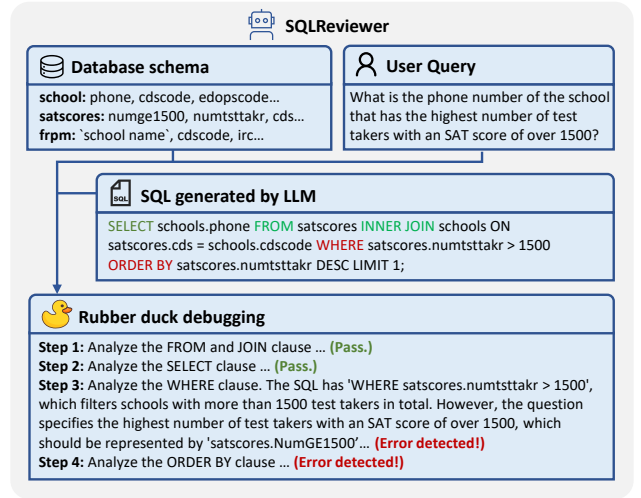 SQLReviewer
Database schema
school: phone, cdscode, edopscode...
satscores: numge1500, numtsttakr, cds...
frpm: `school name`, cdscode, irc...
User Query
What is the phone number of the school
that has the highest number of test
takers with an SAT score of over 1500?
SQL
SQL generated by LLM
SELECT schools.phone FROM satscores INNER JOIN schools ON
satscores.cds = schools.cdscode WHERE satscores.numtsttakr > 1500
ORDER BY satscores.numtsttakr DESC LIMIT 1;
Rubber duck debugging
Step 1: Analyze the FROM and JOIN clause ... (Pass.)
Step 2: Analyze the SELECT clause ... (Pass.)
Step 3: Analyze the WHERE clause. The SQL has 'WHERE satscores.numtsttakr > 1500',
which filters schools with more than 1500 test takers in total. However, the question
specifies the highest number of test takers with an SAT score of over 1500, which
should be represented by 'satscores.NumGE1500'... (Error detected!)
Step 4: Analyze the ORDER BY clause ... (Error detected!)